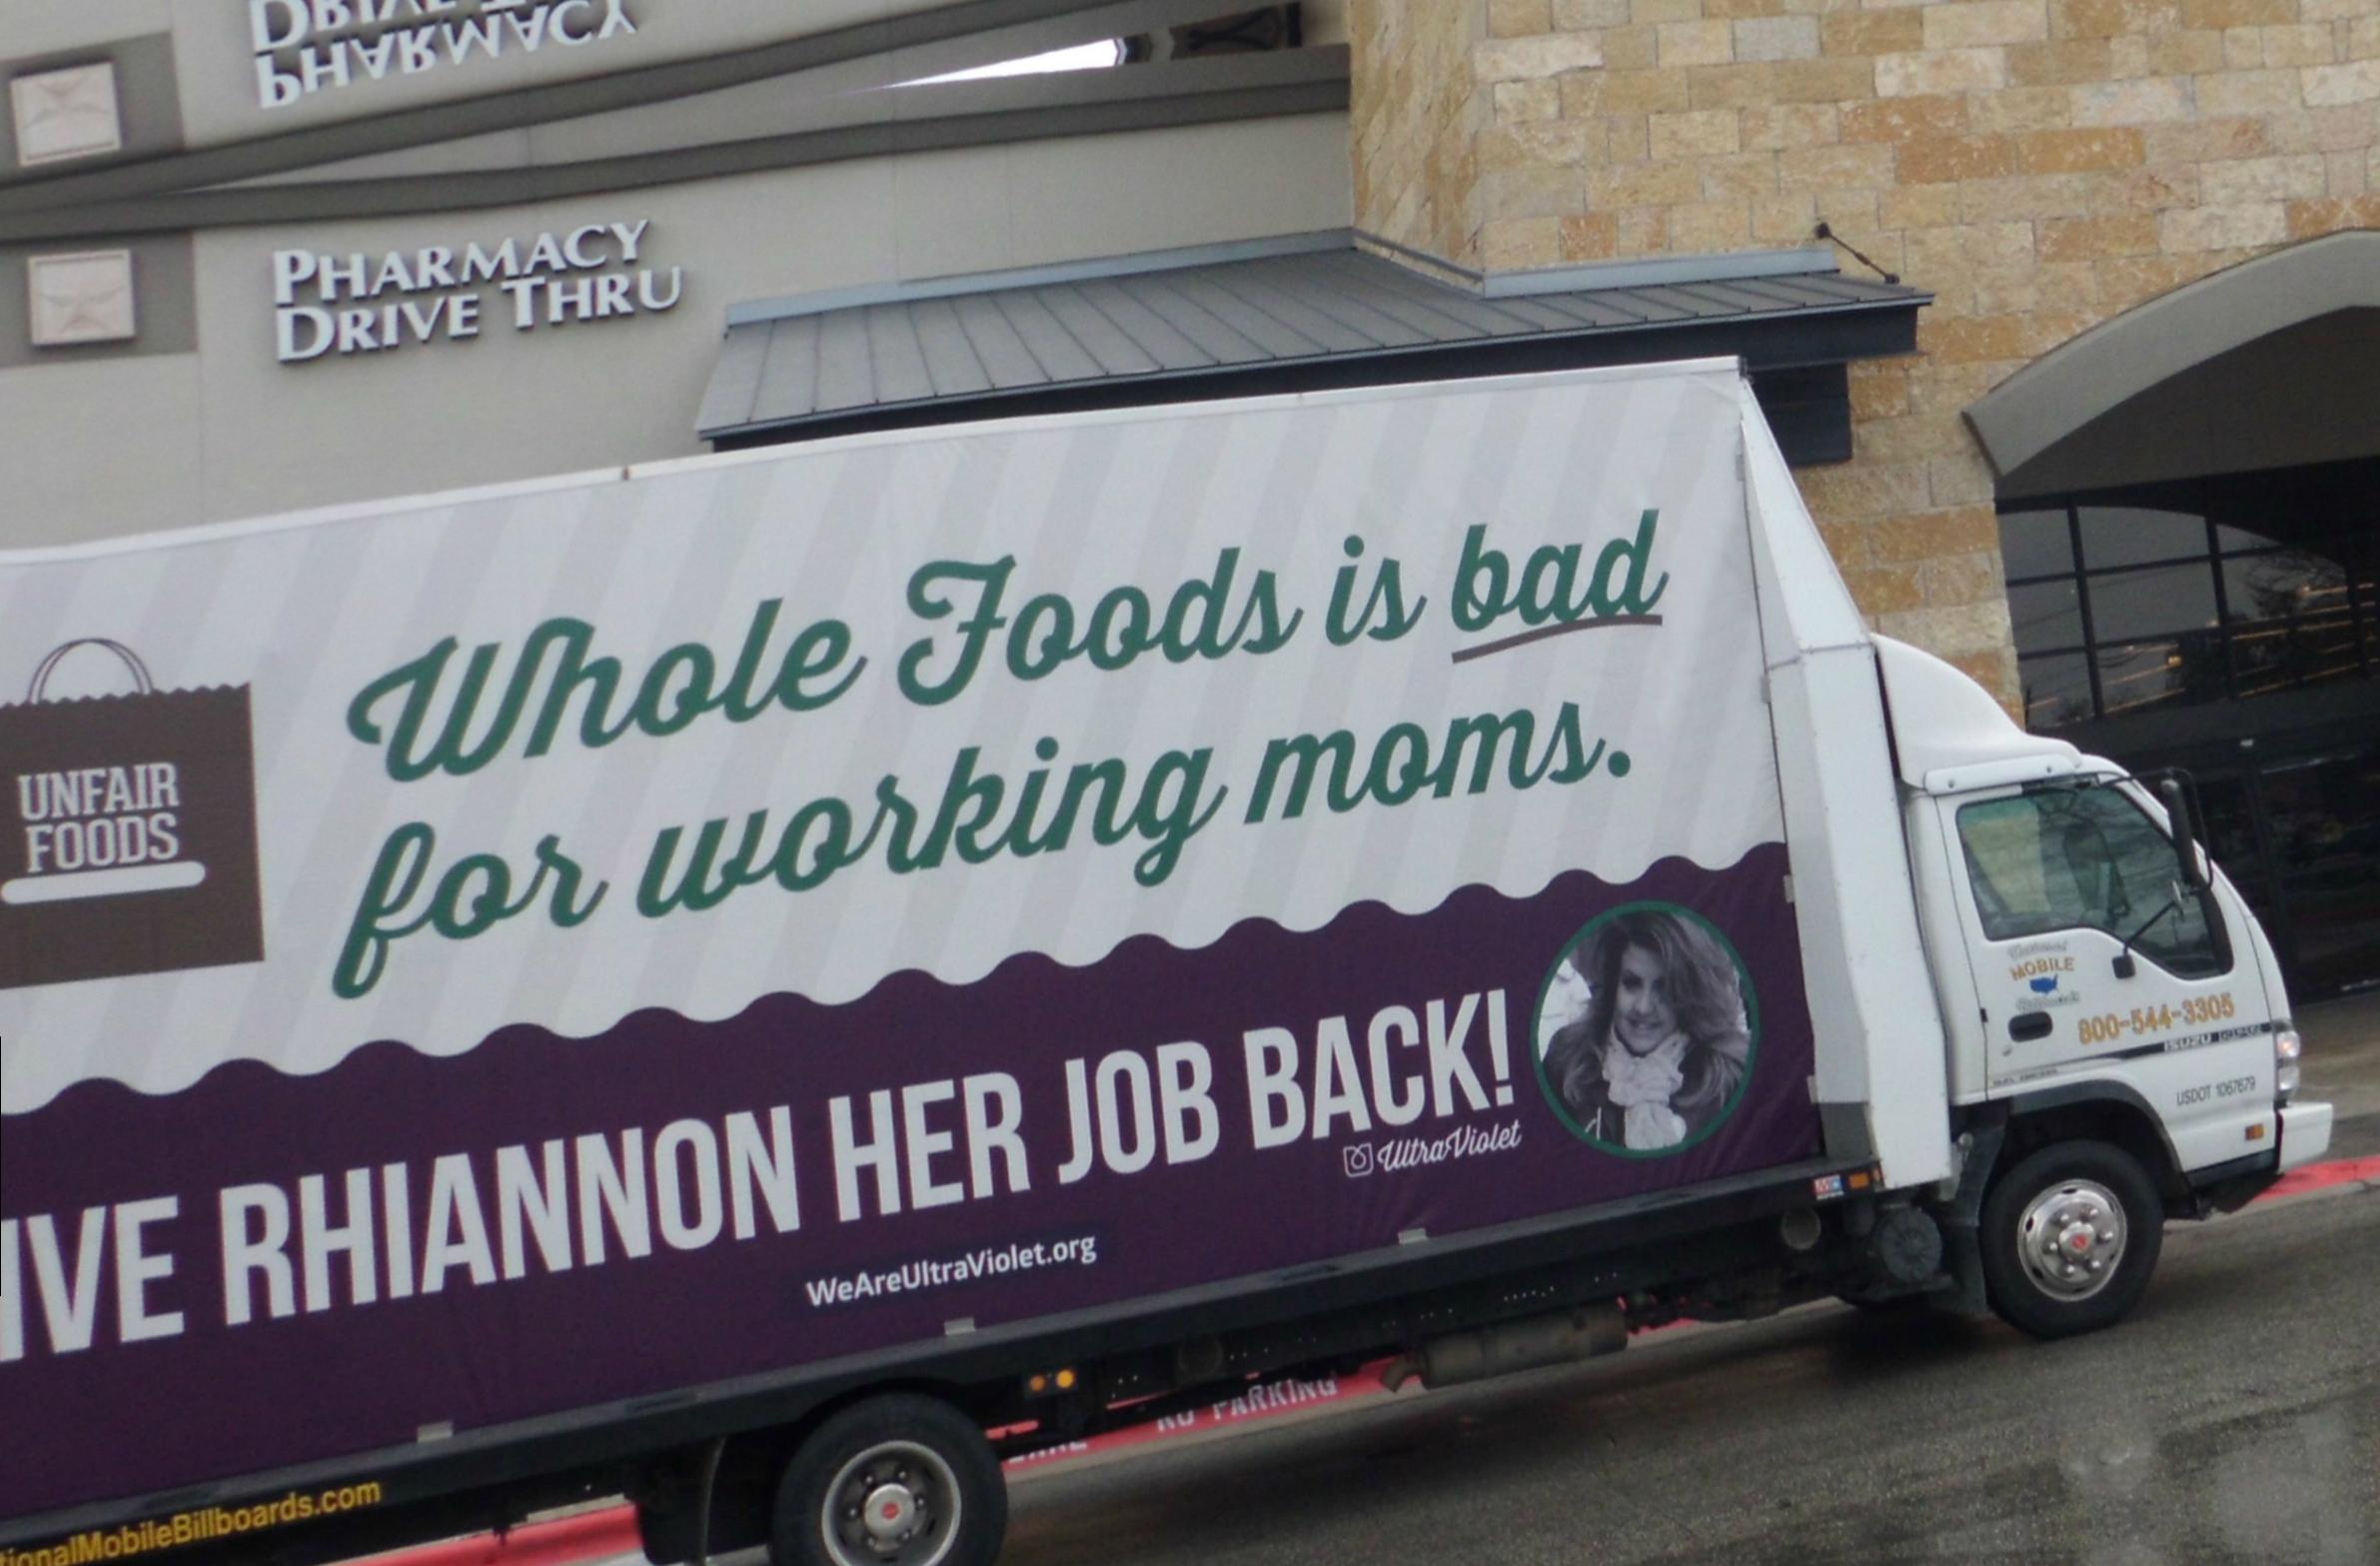 PHARMACY
DRIVE THRU
UNFAIR
FOODS
Whole Foods is bad
for working moms.
IVE RHIANNON HER JOB BACK!
UltraViolet
WeAreUltraViolet.org
MOBILE
800-544-3305
ISUZU
USDOT 1067679
NO PARKING
ionalMobileBillboards.com